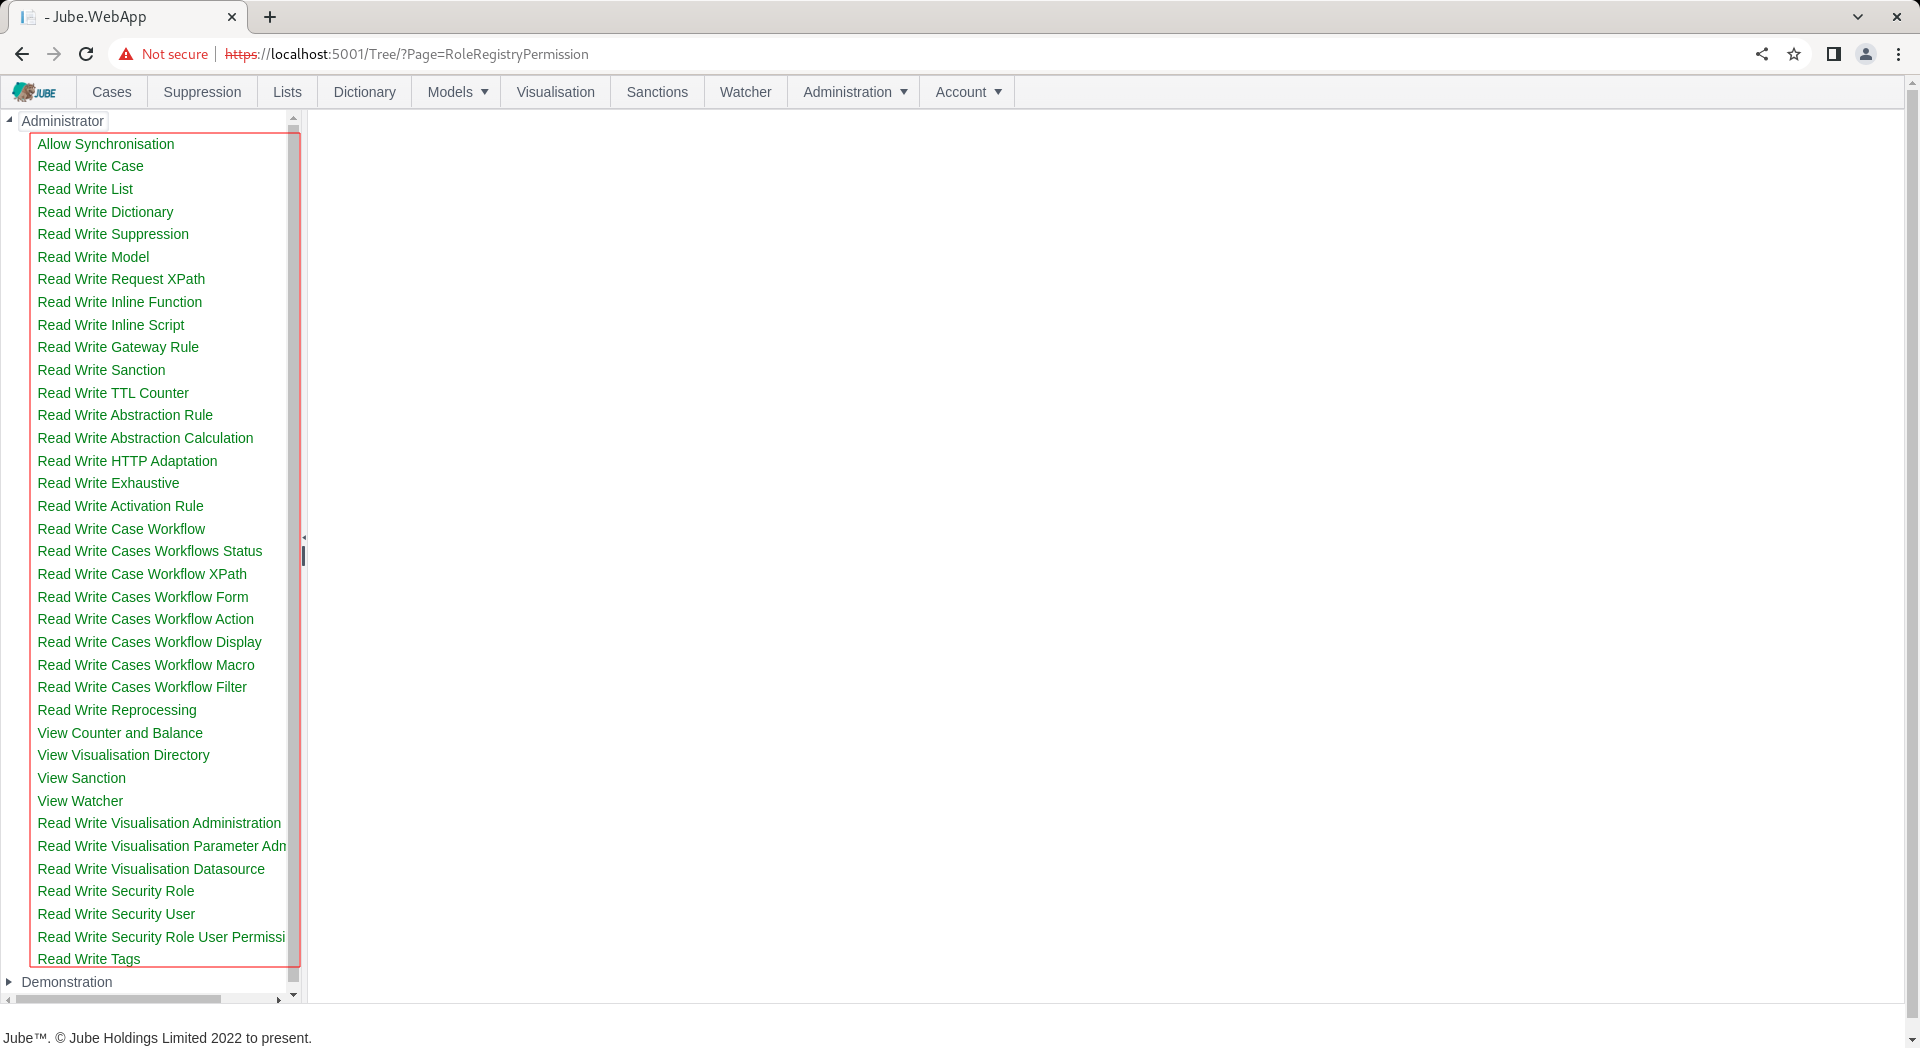 - Jube.WebApp
Not secure https://localhost:5001/Tree/?Page=RoleRegistryPermission
JUBE Cases Suppression Lists Dictionary Models Visualisation Sanctions Watcher Administration Account
Administrator
Allow Synchronisation
Read Write Case
Read Write List
Read Write Dictionary
Read Write Suppression
Read Write Model
Read Write Request XPath
Read Write Inline Function
Read Write Inline Script
Read Write Gateway Rule
Read Write Sanction
Read Write TTL Counter
Read Write Abstraction Rule
Read Write Abstraction Calculation
Read Write HTTP Adaptation
Read Write Exhaustive
Read Write Activation Rule
Read Write Case Workflow
Read Write Cases Workflows Status
Read Write Case Workflow XPath
Read Write Cases Workflow Form
Read Write Cases Workflow Action
Read Write Cases Workflow Display
Read Write Cases Workflow Macro
Read Write Cases Workflow Filter
Read Write Reprocessing
View Counter and Balance
View Visualisation Directory
View Sanction
View Watcher
Read Write Visualisation Administration
Read Write Visualisation Parameter Adm
Read Write Visualisation Datasource
Read Write Security Role
Read Write Security User
Read Write Security Role User Permissi
Read Write Tags
Demonstration
Jube™. © Jube Holdings Limited 2022 to present.